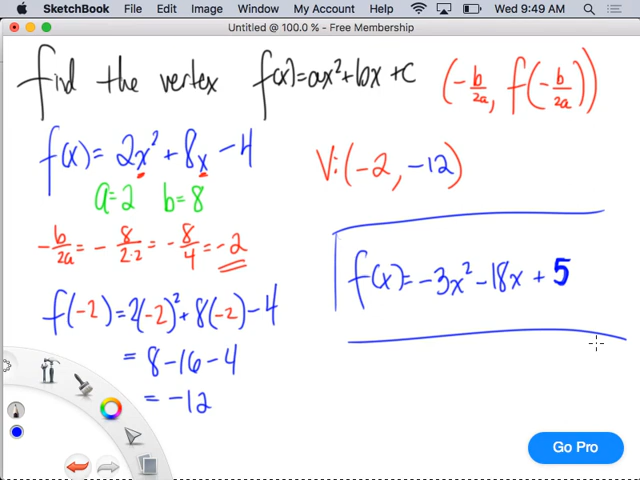 SketchBook File Edit Image Window My Account Help Wed 9:49 AM
Untitled @ 100.0 % - Free Membership
Find the vertex f(x)=ax²+bx+c (-b/2a, f(-b/2a))
f(x)= 2x²+8x-4
V:(-2, -12)
a=2 b=8
-b/2a = -8/2·2 = -8/4 = -2
f(x)= -3x²-18x+5
f(-2)=2(-2)²+8(-2)-4
= 8-16-4
= -12
Go Pro